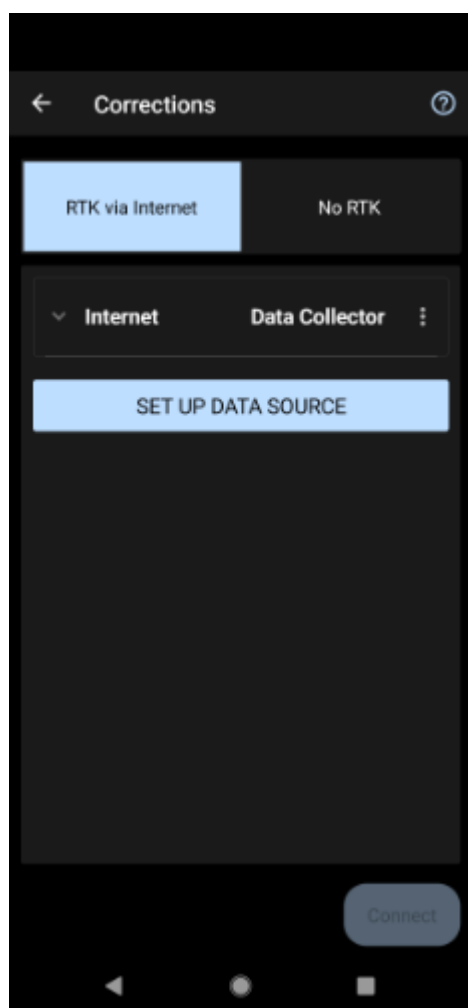 Corrections
RTK via Internet No RTK
Internet Data Collector
SET UP DATA SOURCE
Connect